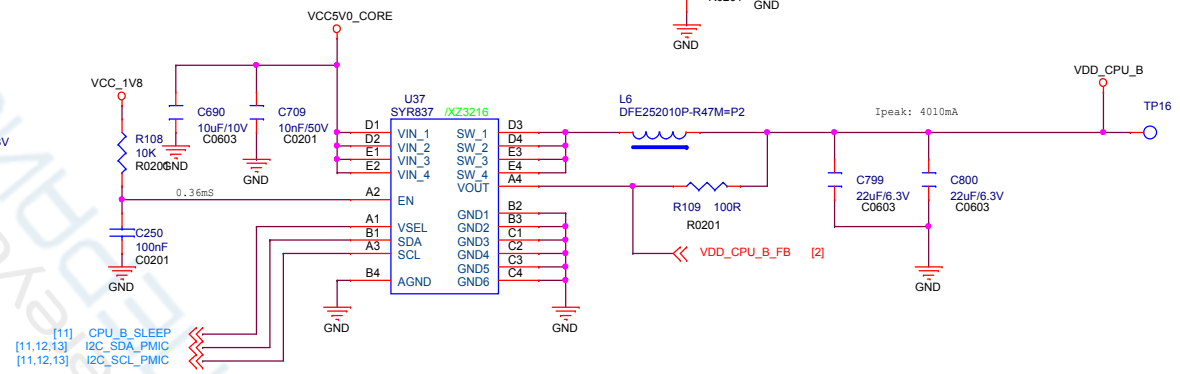 GND
GND
VCC5V0_CORE
VCC_1V8
R108
10K
R0201
C690
10uF/10V
C0603
GND
C709
10nF/50V
C0201
GND
0.36mS
C250
100nF
C0201
GND
U37
SYR837 /XZ3216
D1 VIN_1 SW_1 D3
D2 VIN_2 SW_2 D4
E1 VIN_3 SW_3 E3
E2 VIN_4 SW_4 E4
VOUT A4
A2 EN
GND1 B2
A1 VSEL GND2 B3
B1 SDA GND3 C1
A3 SCL GND4 C2
GND5 C3
B4 AGND GND6 C4
GND
GND
L6
DFE252010P-R47M=P2
R109 100R
R0201
VDD_CPU_B_FB [2]
Ipeak: 4010mA
VDD_CPU_B
TP16
C799
22uF/6.3V
C0603
C800
22uF/6.3V
C0603
GND
[11] CPU_B_SLEEP
[11,12,13] I2C_SDA_PMIC
[11,12,13] I2C_SCL_PMIC